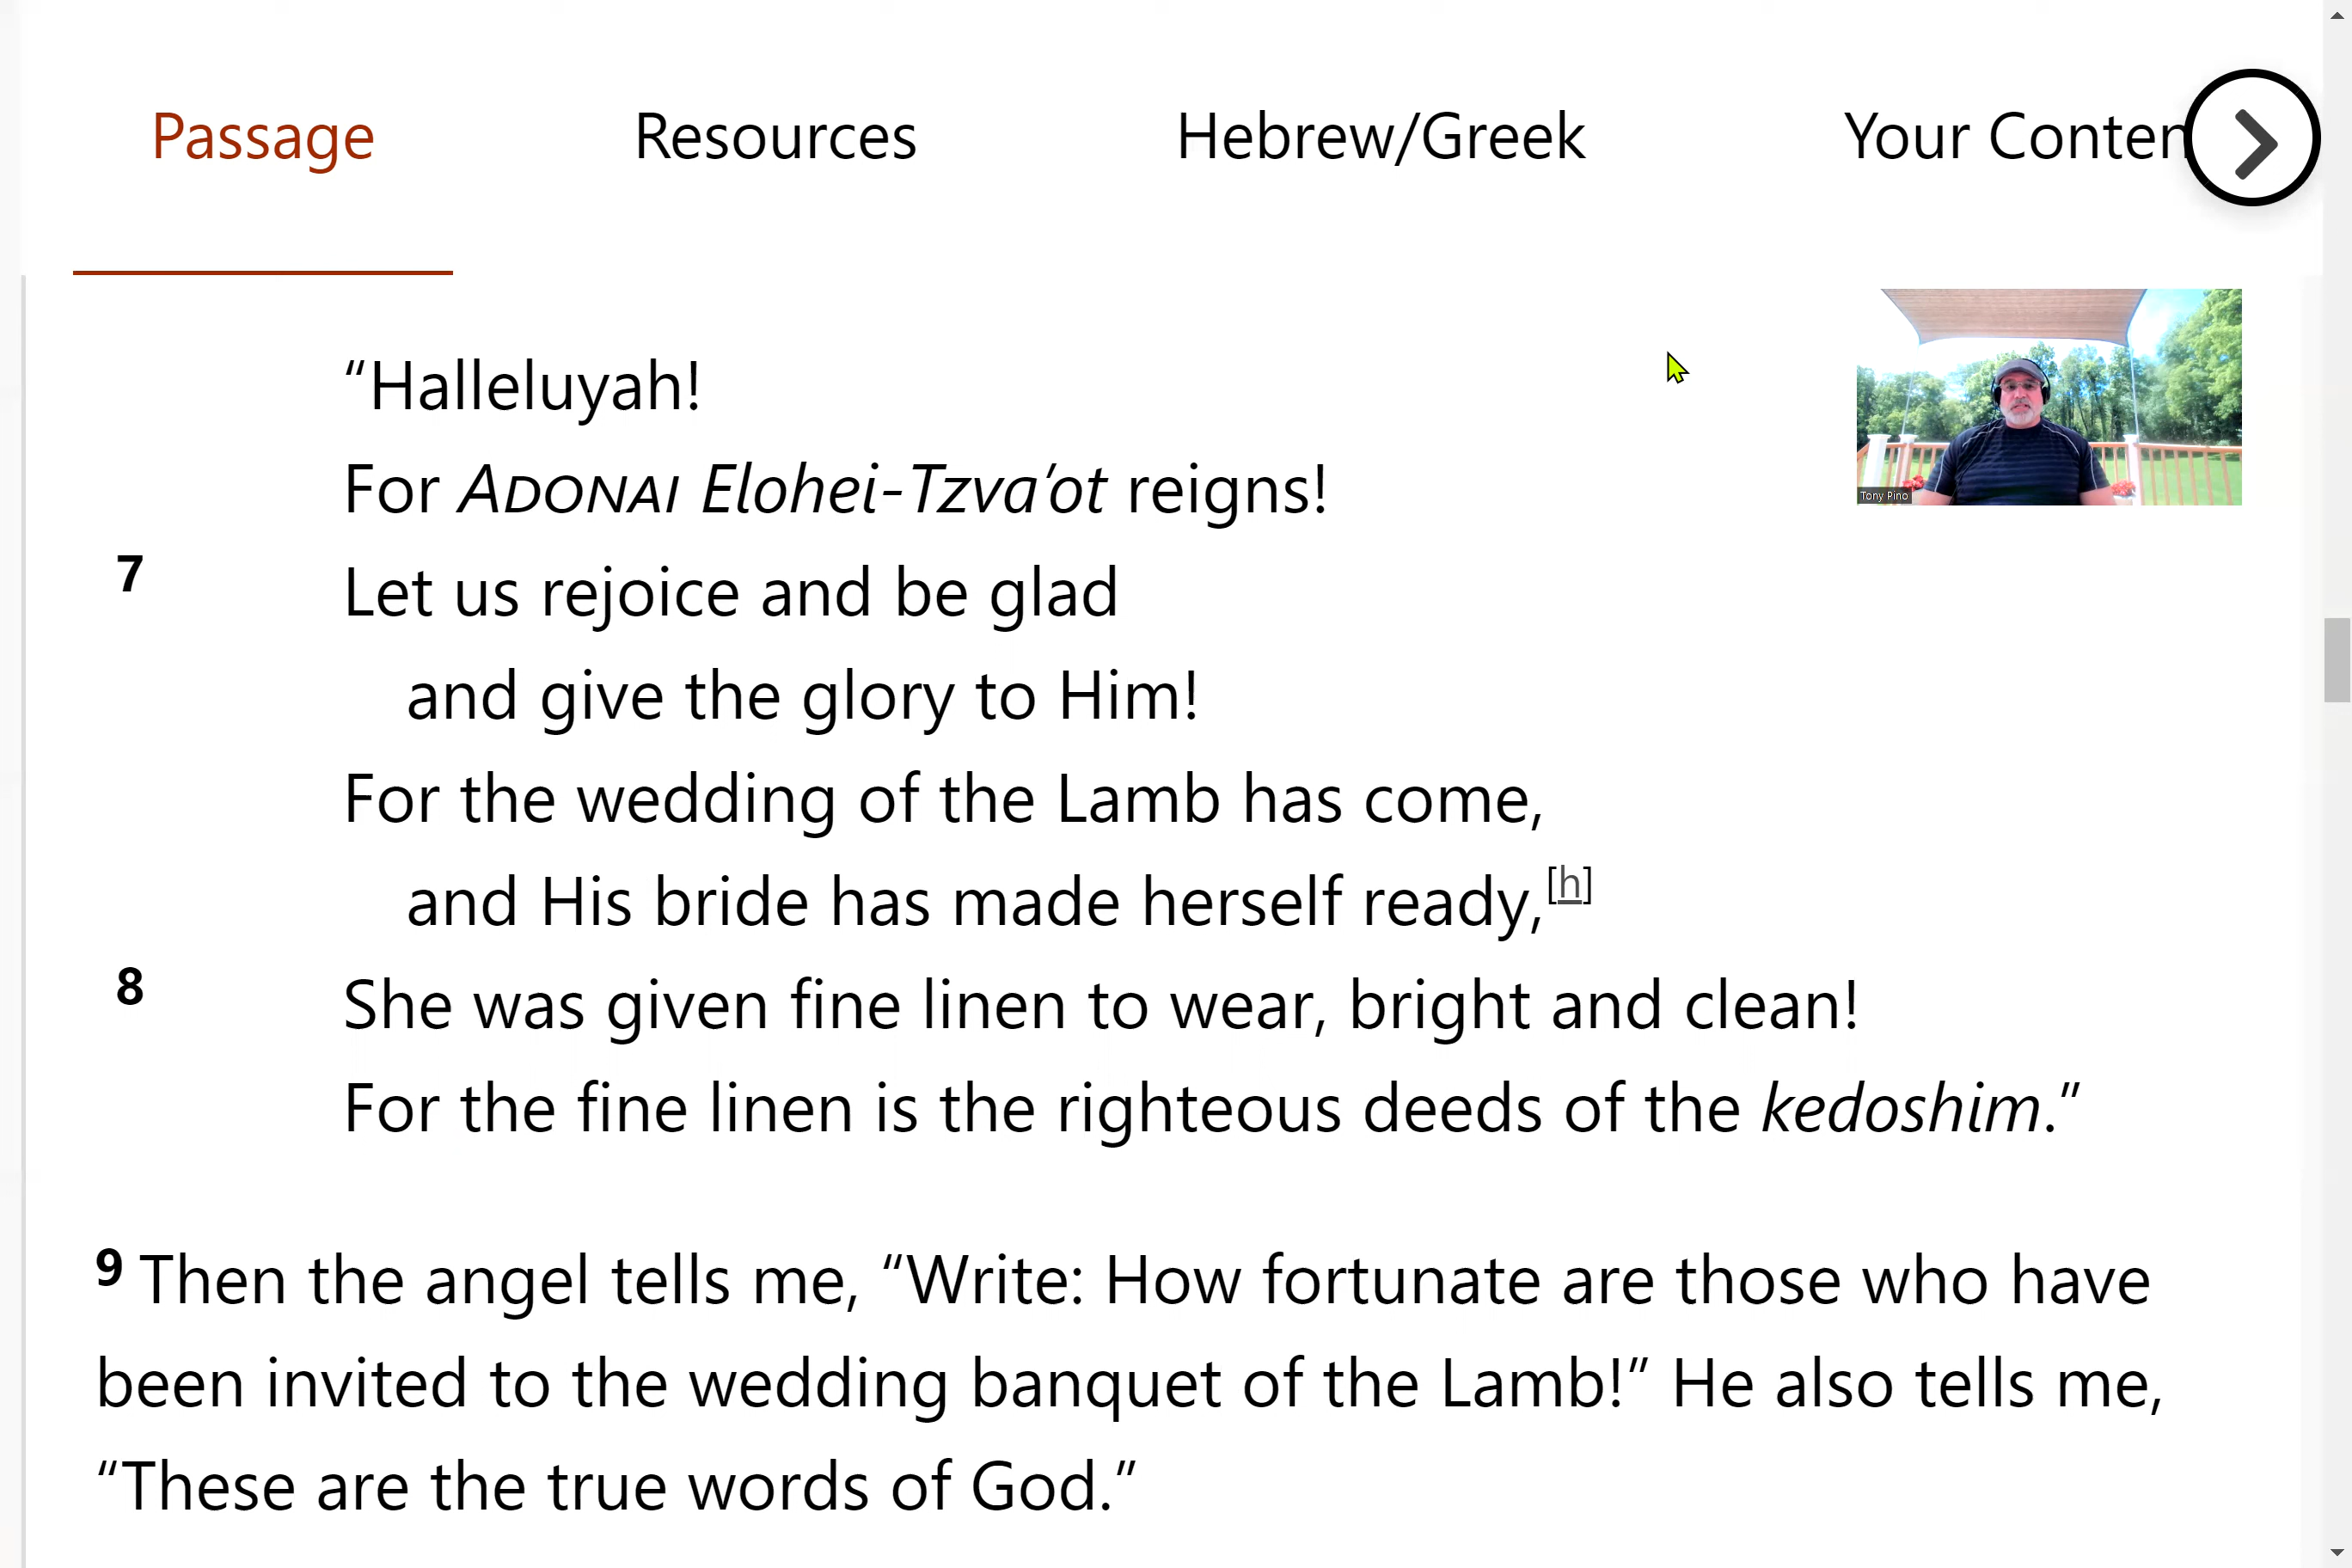 Passage Resources Hebrew/Greek Your Conten
“Halleluyah!
For ADONAI Elohei-Tzva’ot reigns!
7 Let us rejoice and be glad
and give the glory to Him!
For the wedding of the Lamb has come,
and His bride has made herself ready,[h]
8 She was given fine linen to wear, bright and clean!
For the fine linen is the righteous deeds of the kedoshim.”
9 Then the angel tells me, “Write: How fortunate are those who have
been invited to the wedding banquet of the Lamb!” He also tells me,
“These are the true words of God.”
Tony Pino